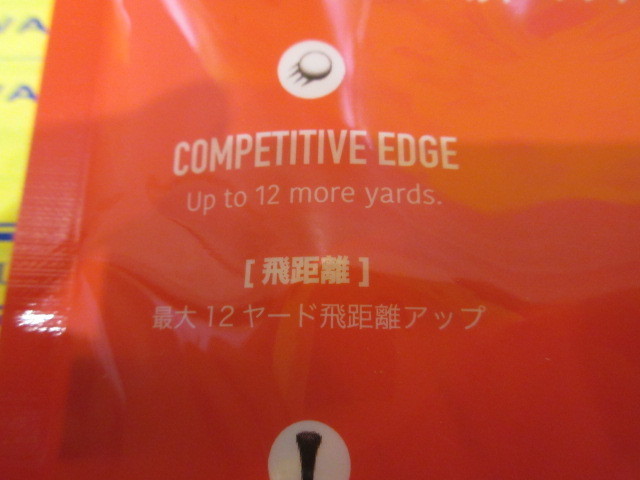 COMPETITIVE EDGE
Up to 12 more yards.
[ 飛距離 ]
最大 12 ヤード飛距離アップ